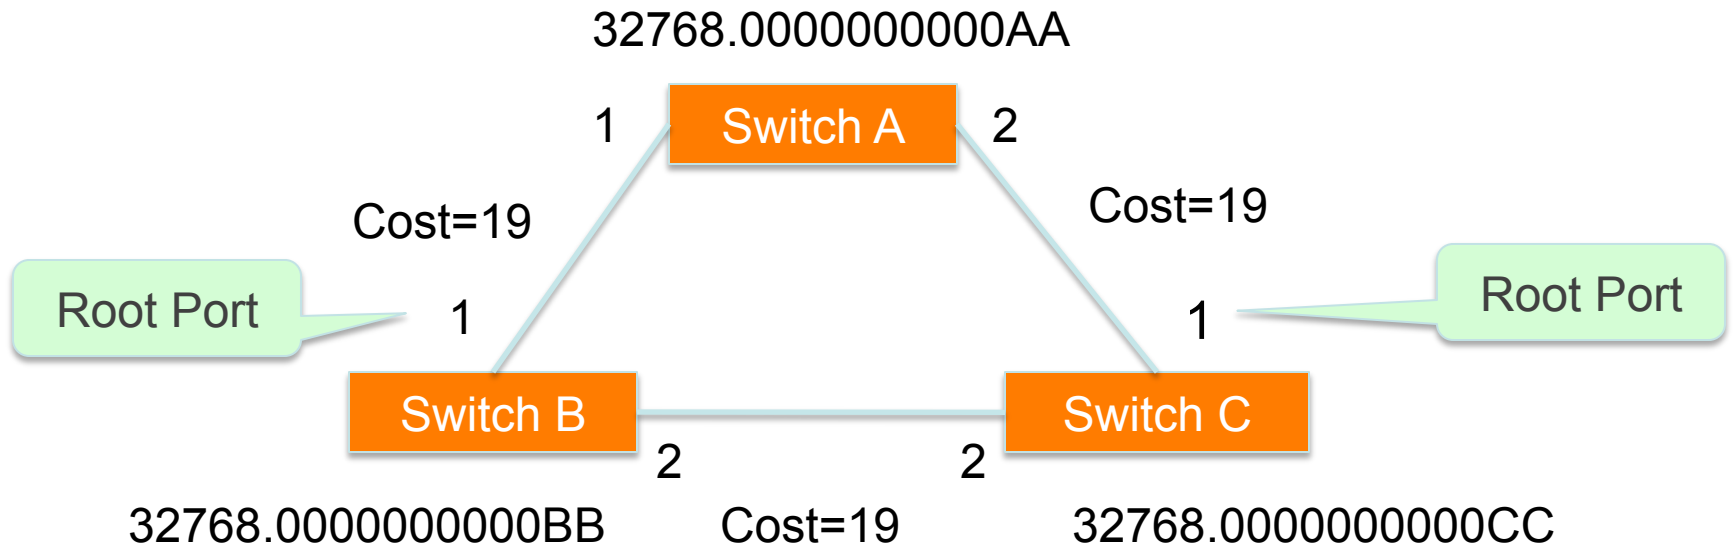 32768.0000000000AA
1
Switch A
2
Cost=19
Cost=19
Root Port
1
1
Root Port
Switch B
Switch C
2
2
32768.0000000000BB
Cost=19
32768.0000000000CC